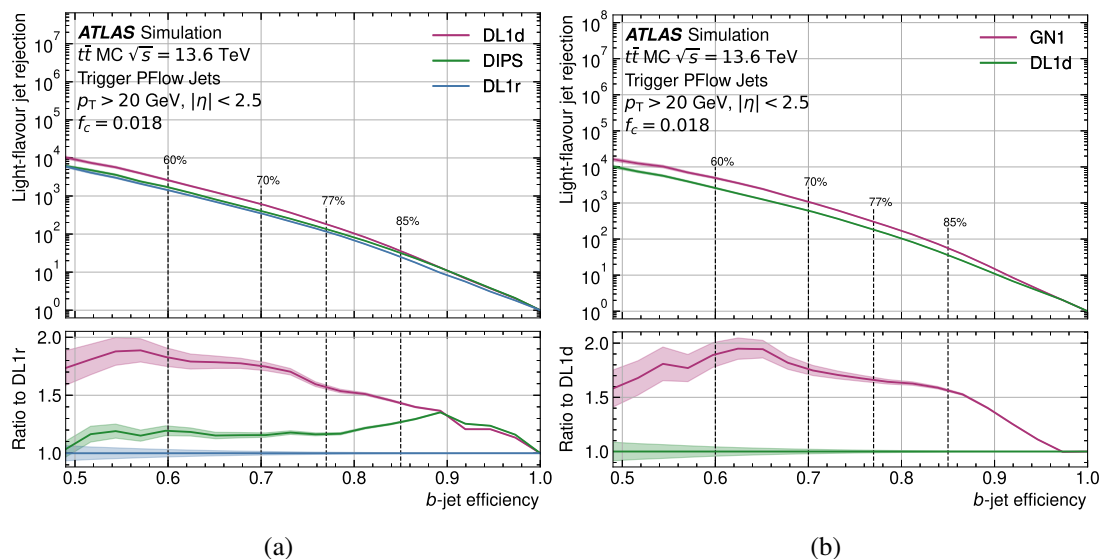 ATLAS Simulation
tt̄ MC √s = 13.6 TeV
Trigger PFlow Jets
pT > 20 GeV, |η| < 2.5
fc = 0.018
DL1d
DIPS
DL1r
Light-flavour jet rejection
10^7
10^6
10^5
10^4
10^3
10^2
10^1
10^0
60%
70%
77%
85%
Ratio to DL1r
2.0
1.5
1.0
0.5 0.6 0.7 0.8 0.9 1.0
b-jet efficiency
(a)
ATLAS Simulation
tt̄ MC √s = 13.6 TeV
Trigger PFlow Jets
pT > 20 GeV, |η| < 2.5
fc = 0.018
GN1
DL1d
Light-flavour jet rejection
10^8
10^7
10^6
10^5
10^4
10^3
10^2
10^1
10^0
60%
70%
77%
85%
Ratio to DL1d
2.0
1.5
1.0
0.5 0.6 0.7 0.8 0.9 1.0
b-jet efficiency
(b)